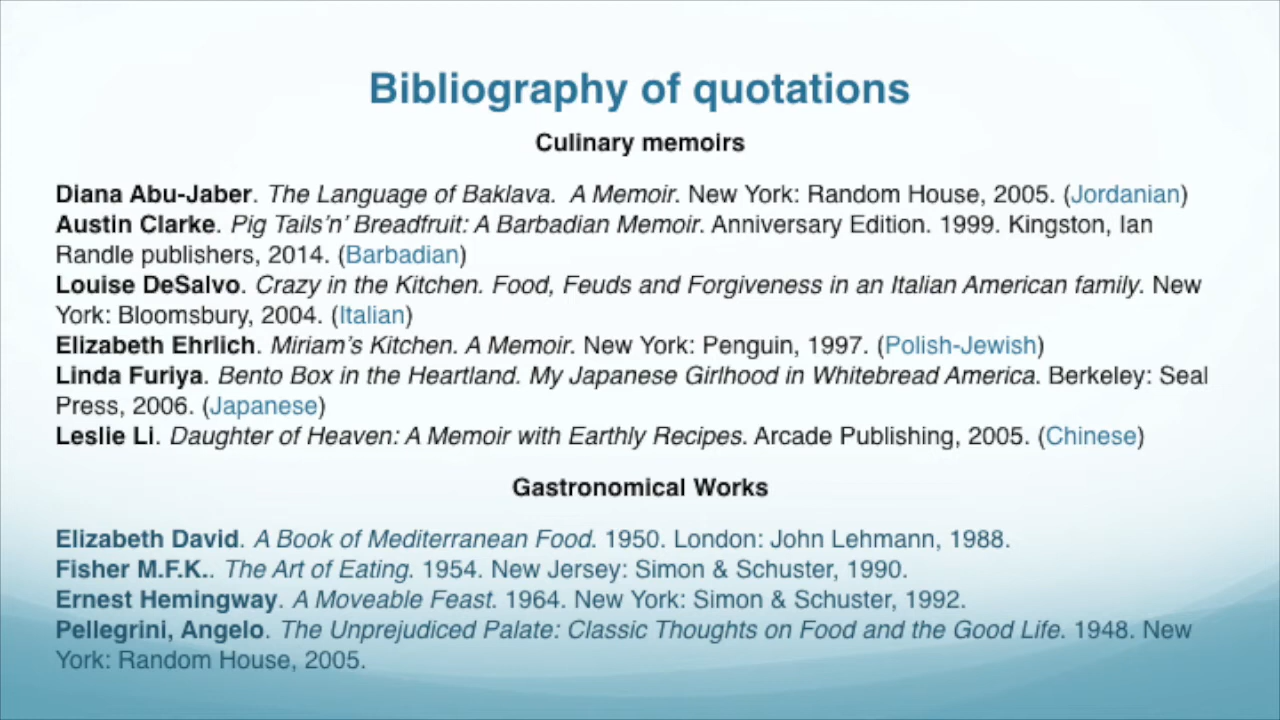 Bibliography of quotations
Culinary memoirs
Diana Abu-Jaber. The Language of Baklava.  A Memoir. New York: Random House, 2005. (Jordanian)
Austin Clarke. Pig Tails’n’ Breadfruit: A Barbadian Memoir. Anniversary Edition. 1999. Kingston, Ian
Randle publishers, 2014. (Barbadian)
Louise DeSalvo. Crazy in the Kitchen. Food, Feuds and Forgiveness in an Italian American family. New
York: Bloomsbury, 2004. (Italian)
Elizabeth Ehrlich. Miriam’s Kitchen. A Memoir. New York: Penguin, 1997. (Polish-Jewish)
Linda Furiya. Bento Box in the Heartland. My Japanese Girlhood in Whitebread America. Berkeley: Seal
Press, 2006. (Japanese)
Leslie Li. Daughter of Heaven: A Memoir with Earthly Recipes. Arcade Publishing, 2005. (Chinese)
Gastronomical Works
Elizabeth David. A Book of Mediterranean Food. 1950. London: John Lehmann, 1988.
Fisher M.F.K.. The Art of Eating. 1954. New Jersey: Simon & Schuster, 1990.
Ernest Hemingway. A Moveable Feast. 1964. New York: Simon & Schuster, 1992.
Pellegrini, Angelo. The Unprejudiced Palate: Classic Thoughts on Food and the Good Life. 1948. New
York: Random House, 2005.